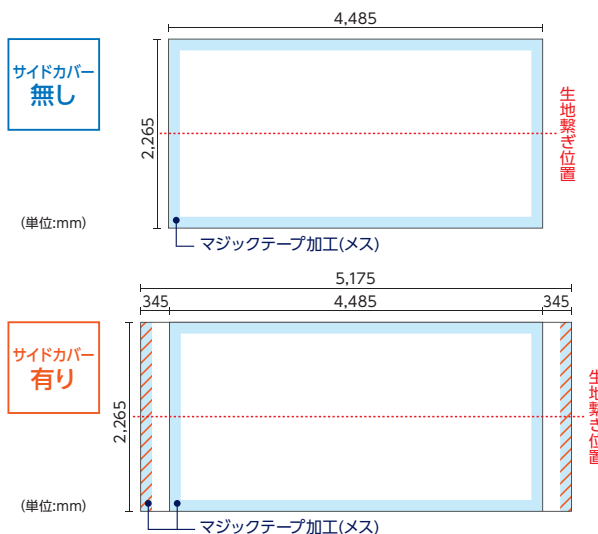 4,485
サイドカバー
無し
2,265
生地繋ぎ位置
(単位:mm)
マジックテープ加工(メス)
5,175
345
4,485
345
サイドカバー
有り
2,265
生地繋ぎ位置
(単位:mm)
マジックテープ加工(メス)